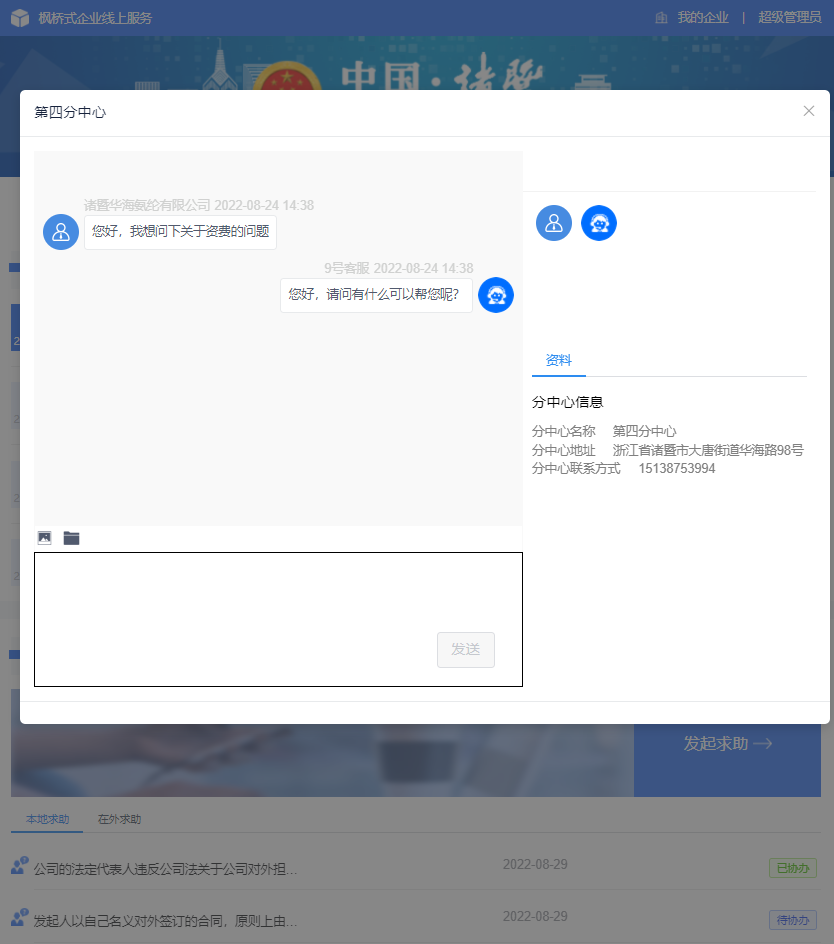 枫桥式企业线上服务
我的企业 | 超级管理员
中国·诸暨
第四分中心
诸暨华海氨纶有限公司 2022-08-24 14:38
您好，我想问下关于资费的问题
9号客服 2022-08-24 14:38
您好，请问有什么可以帮您呢？
资料
分中心信息
分中心名称 第四分中心
分中心地址 浙江省诸暨市大唐街道华海路98号
分中心联系方式 15138753994
发送
发起求助
本地求助 在外求助
公司的法定代表人违反公司法关于公司对外担... 2022-08-29 已协办
发起人以自己名义对外签订的合同，原则上由... 2022-08-29 待协办